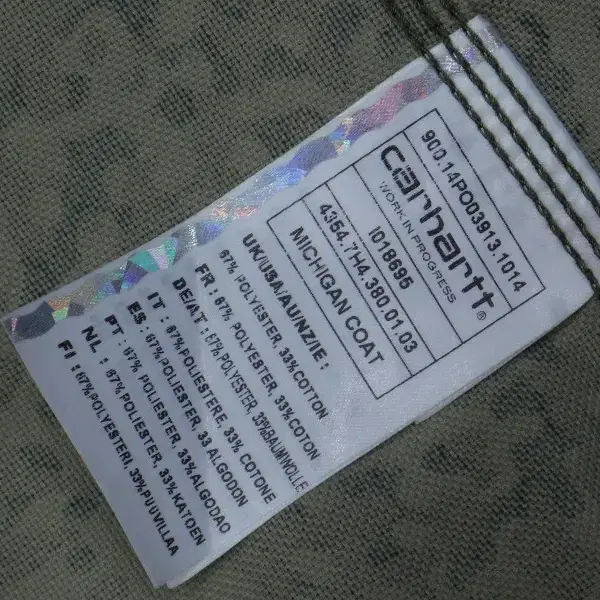 900.14PO03913.1014
carhartt®
WORK IN PROGRESS
I018695
4354.7H4.380.01.03
MICHIGAN COAT
UK/USA/AU/NZ/IE :
67% POLYESTER, 33% COTTON
FR : 67% POLYESTER, 33% COTON
DE/AT : 67% POLYESTER, 33%BAUMWOLLE
IT : 67%POLIESTERE, 33% COTONE
ES : 67% POLIESTER, 33 ALGODON
PT : 67% POLIESTER, 33%ALGODAO
NL : 67% POLIESTER, 33%KATOEN
FI : 67%POLYESTERI, 33%PUUVILLAA